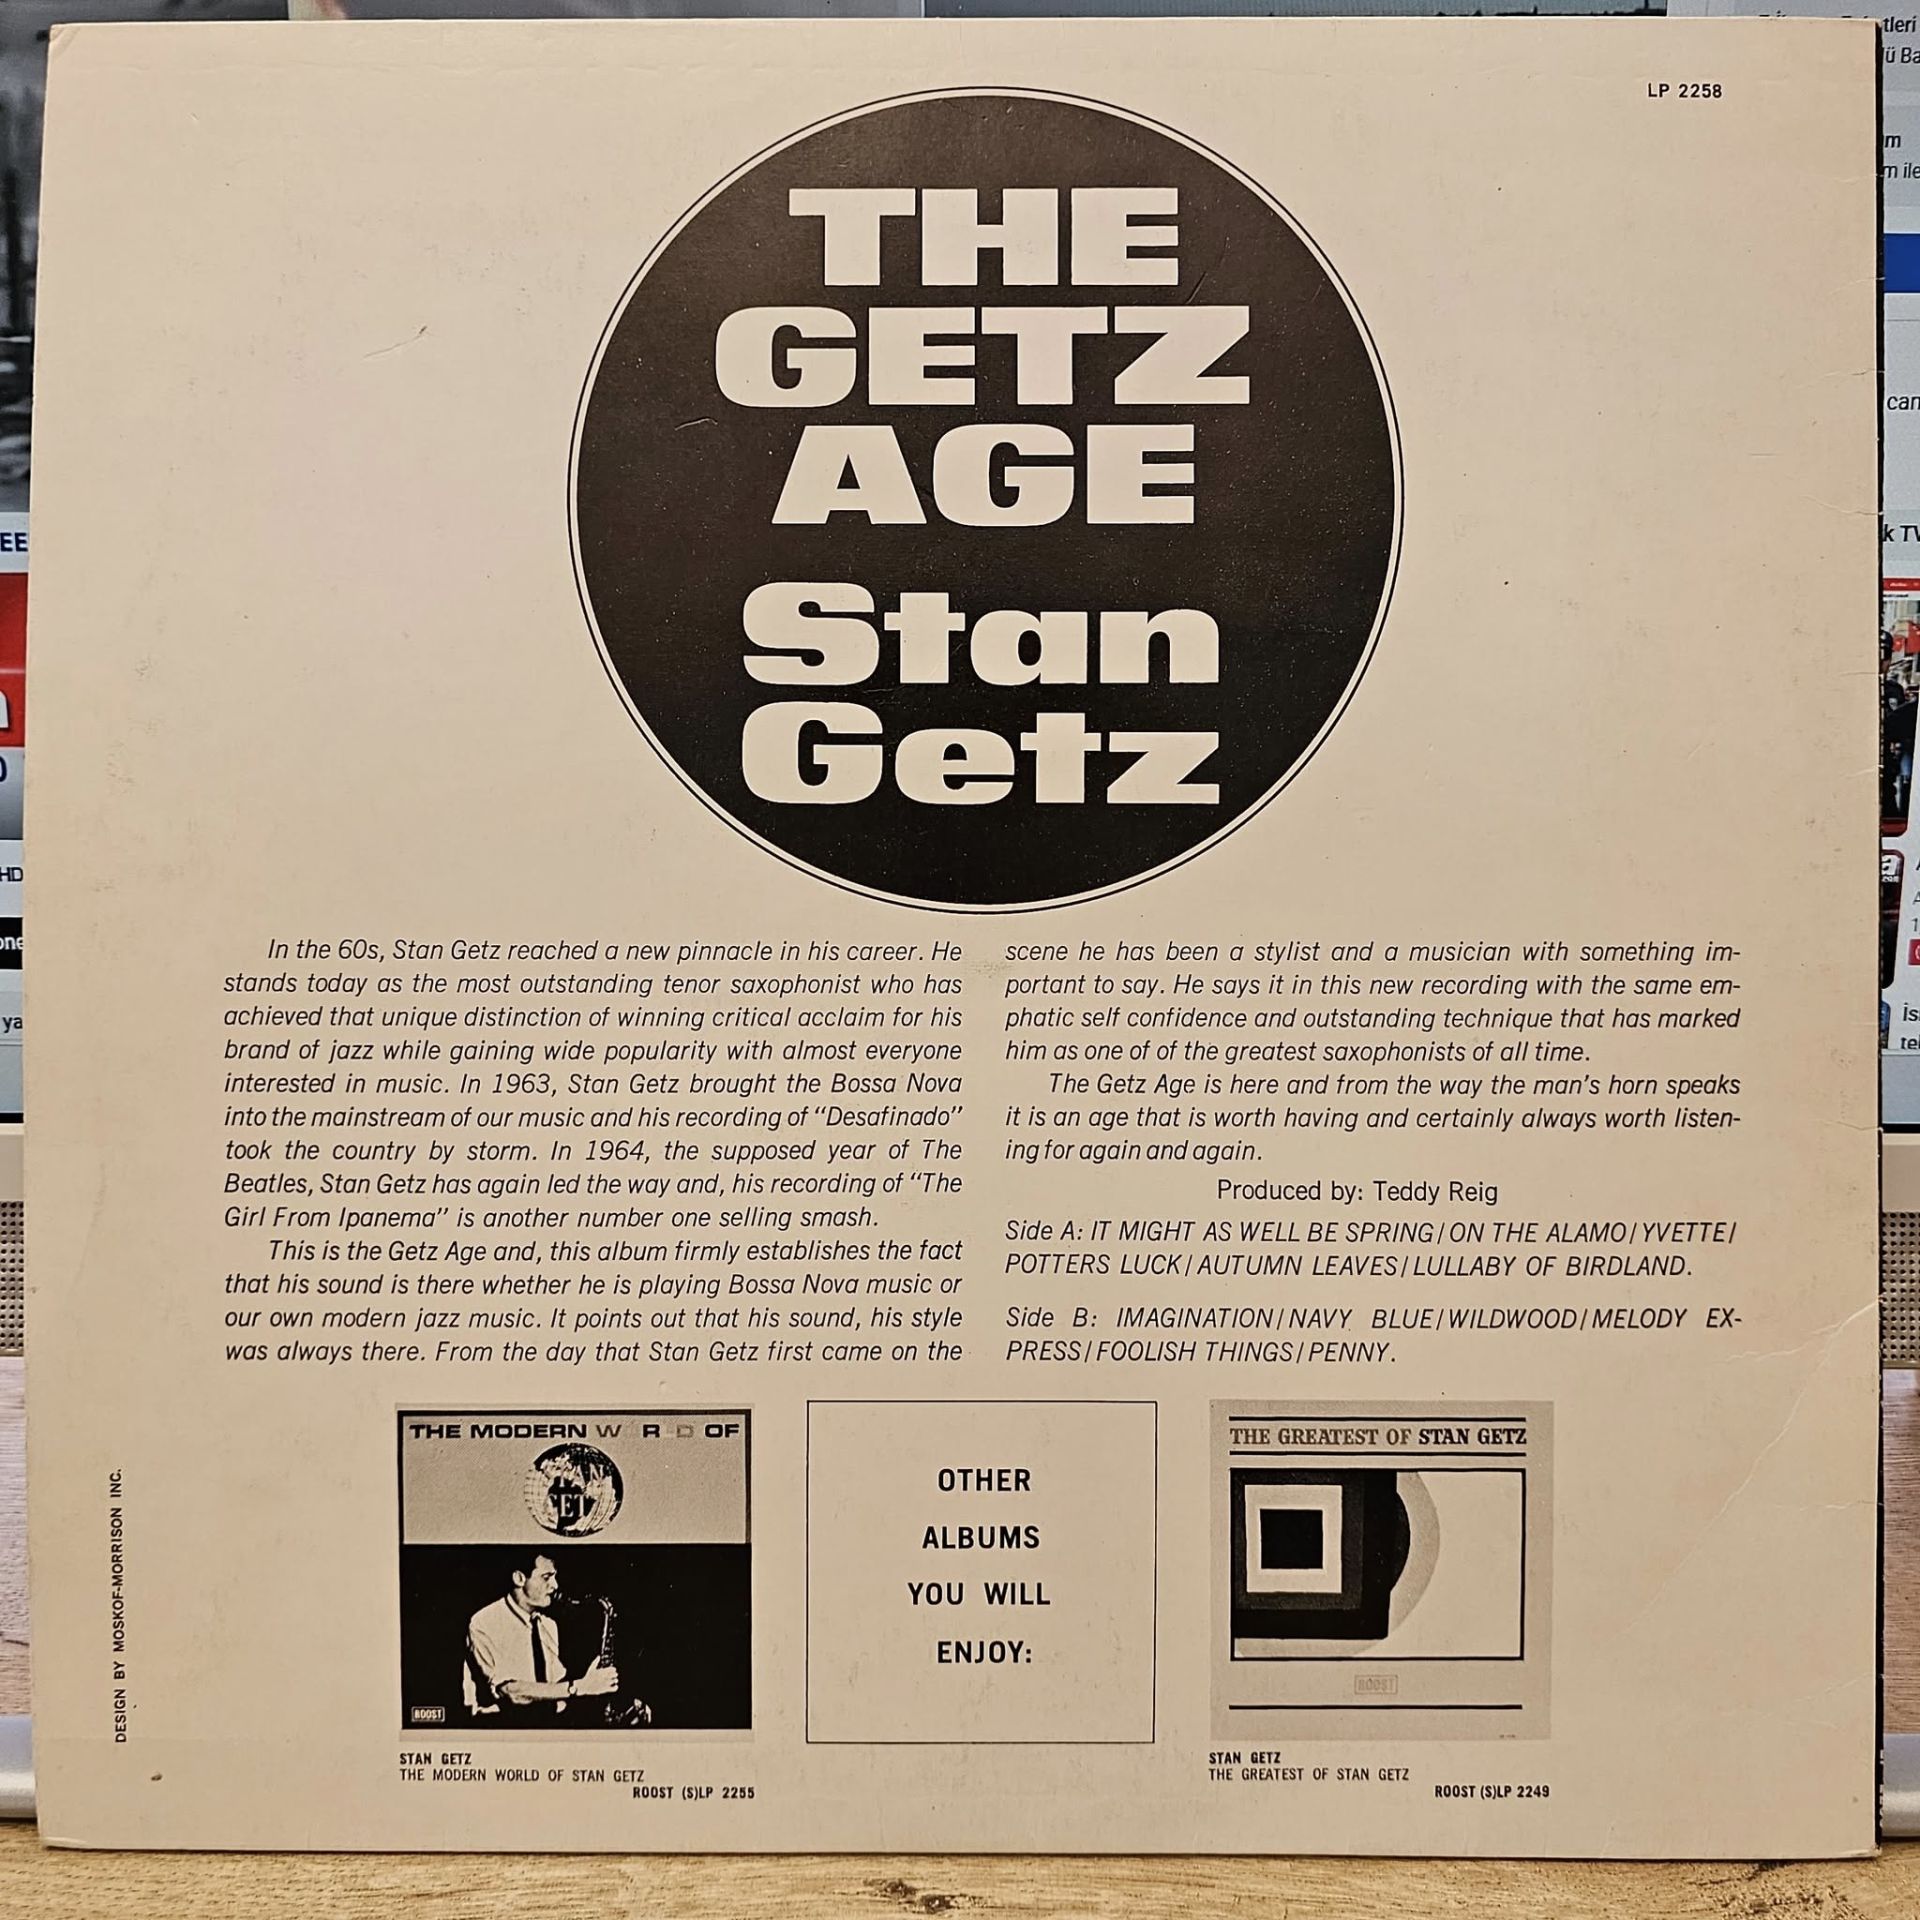 LP 2258
THE
GETZ
AGE
Stan
Getz
In the 60s, Stan Getz reached a new pinnacle in his career. He
stands today as the most outstanding tenor saxophonist who has
achieved that unique distinction of winning critical acclaim for his
brand of jazz while gaining wide popularity with almost everyone
interested in music. In 1963, Stan Getz brought the Bossa Nova
into the mainstream of our music and his recording of "Desafinado"
took the country by storm. In 1964, the supposed year of The
Beatles, Stan Getz has again led the way and, his recording of "The
Girl From Ipanema" is another number one selling smash.
This is the Getz Age and, this album firmly establishes the fact
that his sound is there whether he is playing Bossa Nova music or
our own modern jazz music. It points out that his sound, his style
was always there. From the day that Stan Getz first came on the
scene he has been a stylist and a musician with something im-
portant to say. He says it in this new recording with the same em-
phatic self confidence and outstanding technique that has marked
him as one of of the greatest saxophonists of all time.
The Getz Age is here and from the way the man's horn speaks
it is an age that is worth having and certainly always worth listen-
ing for again and again.
Produced by: Teddy Reig
Side A: IT MIGHT AS WELL BE SPRING/ON THE ALAMO/YVETTE/
POTTERS LUCK/AUTUMN LEAVES/LULLABY OF BIRDLAND.
Side B: IMAGINATION/NAVY BLUE/WILDWOOD/MELODY EX-
PRESS/FOOLISH THINGS/PENNY.
DESIGN BY MOSKOF-MORRISON INC.
THE MODERN W R D OF
STAN
GETZ
ROOST
STAN GETZ
THE MODERN WORLD OF STAN GETZ
ROOST (S)LP 2255
OTHER
ALBUMS
YOU WILL
ENJOY:
THE GREATEST OF STAN GETZ
ROOST
STAN GETZ
THE GREATEST OF STAN GETZ
ROOST (S)LP 2249